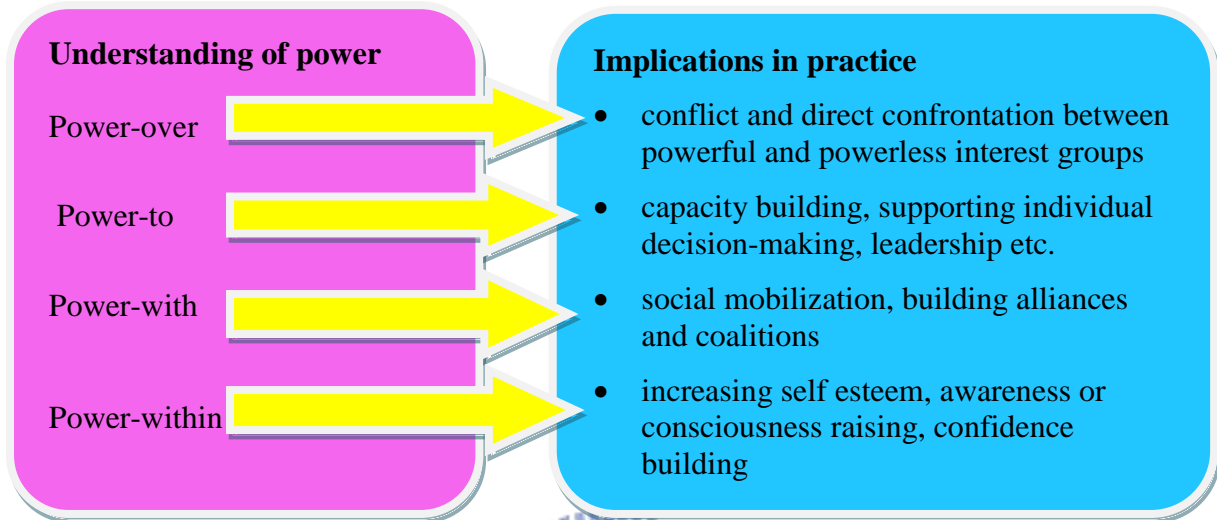 Understanding of power
Power-over
Power-to
Power-with
Power-within
Implications in practice
• conflict and direct confrontation between
powerful and powerless interest groups
• capacity building, supporting individual
decision-making, leadership etc.
• social mobilization, building alliances
and coalitions
• increasing self esteem, awareness or
consciousness raising, confidence
building